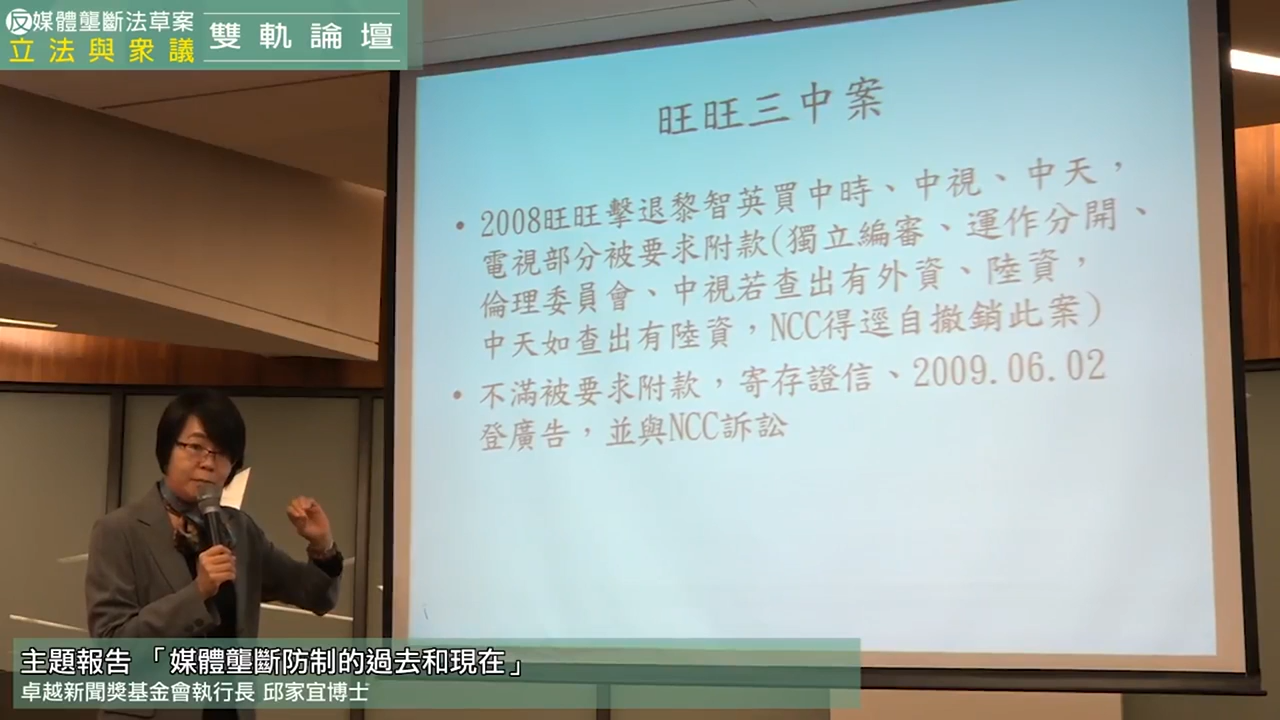 反媒體壟斷法草案
立法與衆議
雙軌論壇
旺旺三中案
• 2008旺旺擊退黎智英買中時、中視、中天，
電視部分被要求附款(獨立編審、運作分開、
倫理委員會、中視若查出有外資、陸資，
中天如查出有陸資，NCC得逕自撤銷此案)
• 不滿被要求附款，寄存證信、2009.06.02
登廣告，並與NCC訴訟
主題報告 「媒體壟斷防制的過去和現在」
卓越新聞獎基金會執行長 邱家宜博士